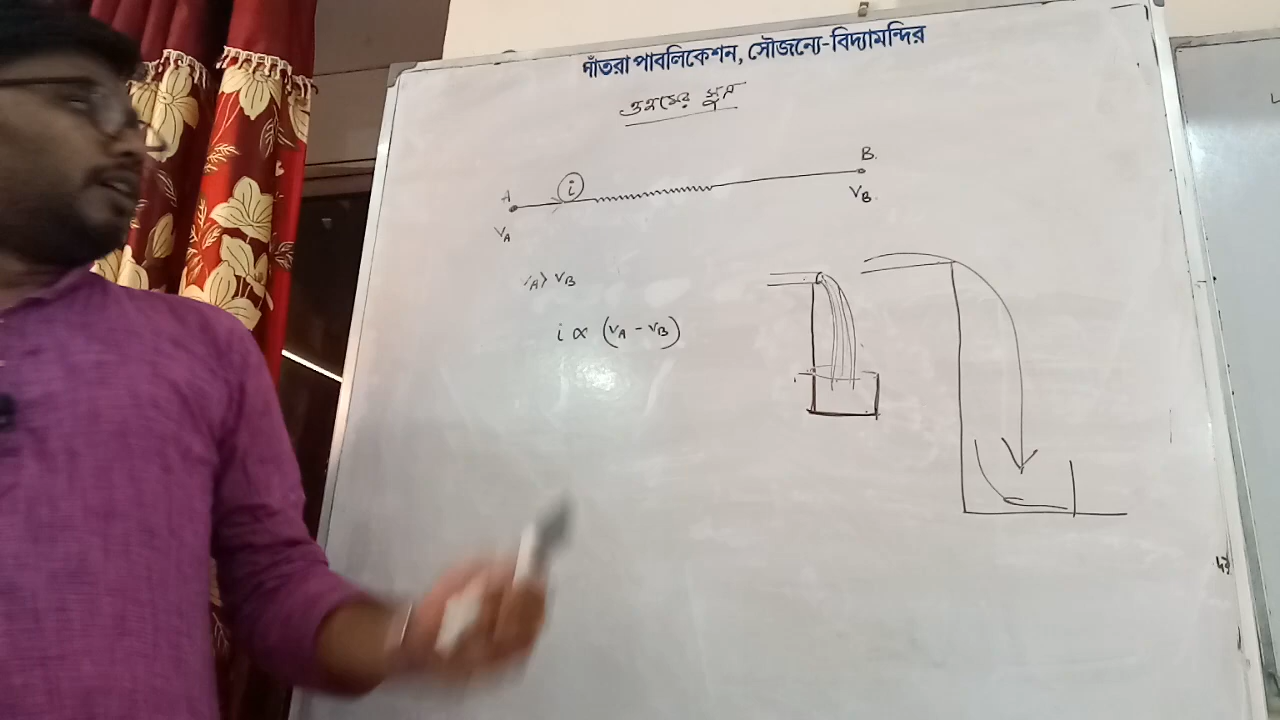 সাঁতরা পাবলিকেশন, সৌজন্যে-বিদ্যামন্দির
ওহমের সূত্র
A
i
B.
VA
VB.
VA > VB
i ∝ (VA - VB)